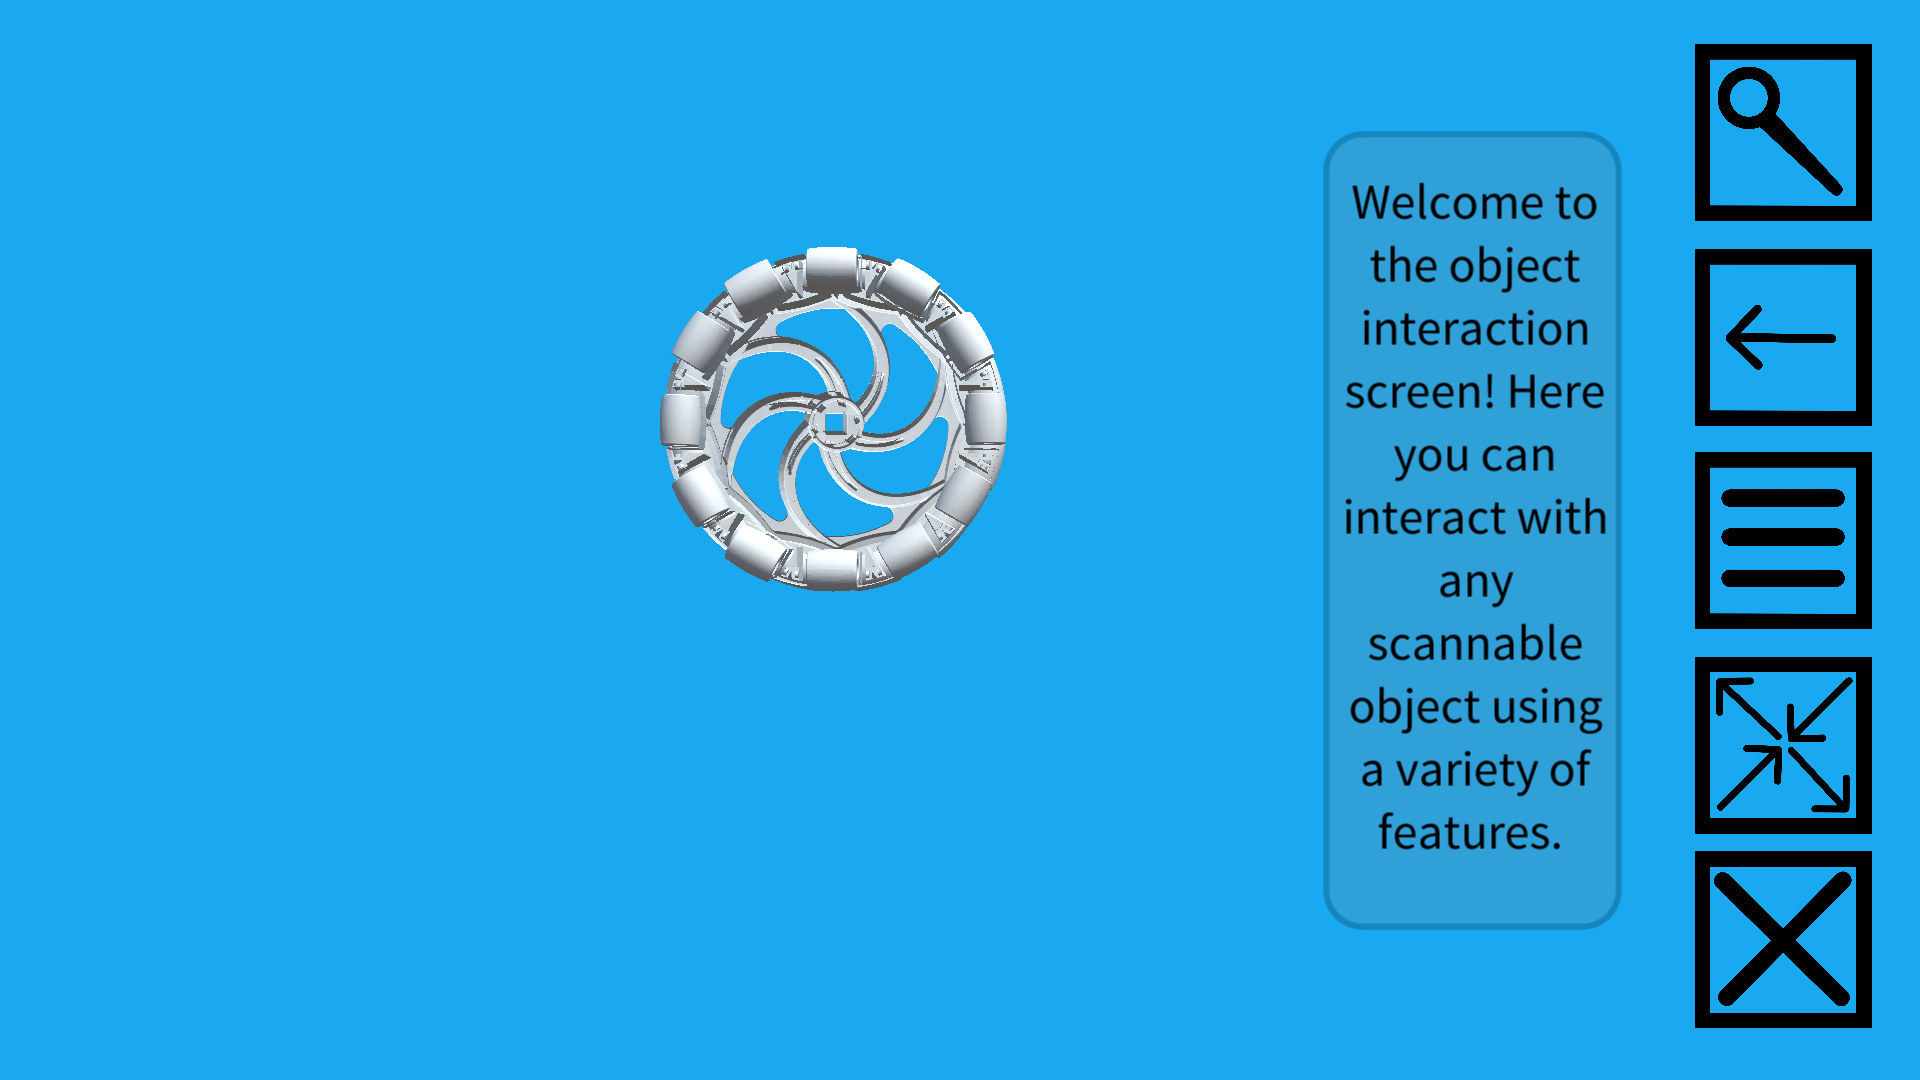 Welcome to
the object
interaction
screen! Here
you can
interact with
any
scannable
object using
a variety of
features.